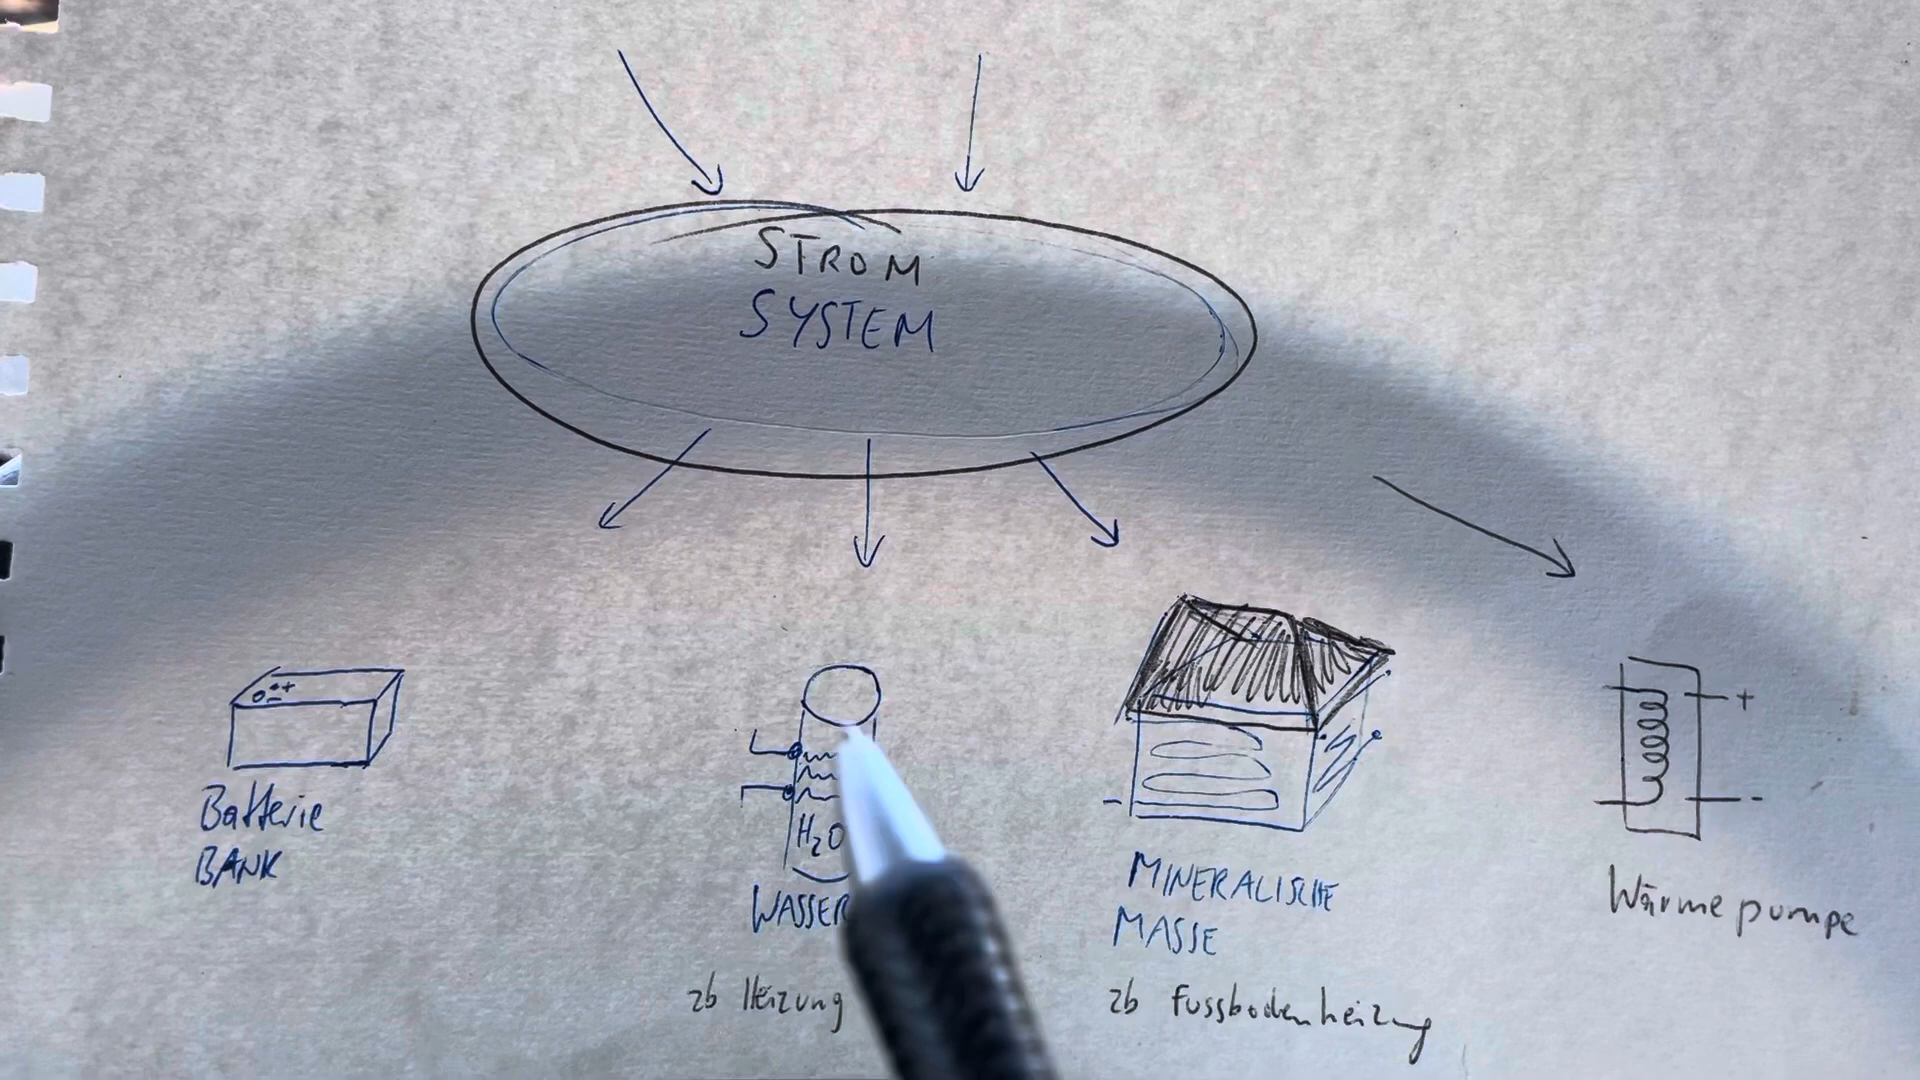 STROM
SYSTEM
+
-
H₂O
+
-
-
Batterie
BANK
WASSER
MINERALISCHE
MASSE
Wärmepumpe
zb Heizung
zb Fussbodenheizung